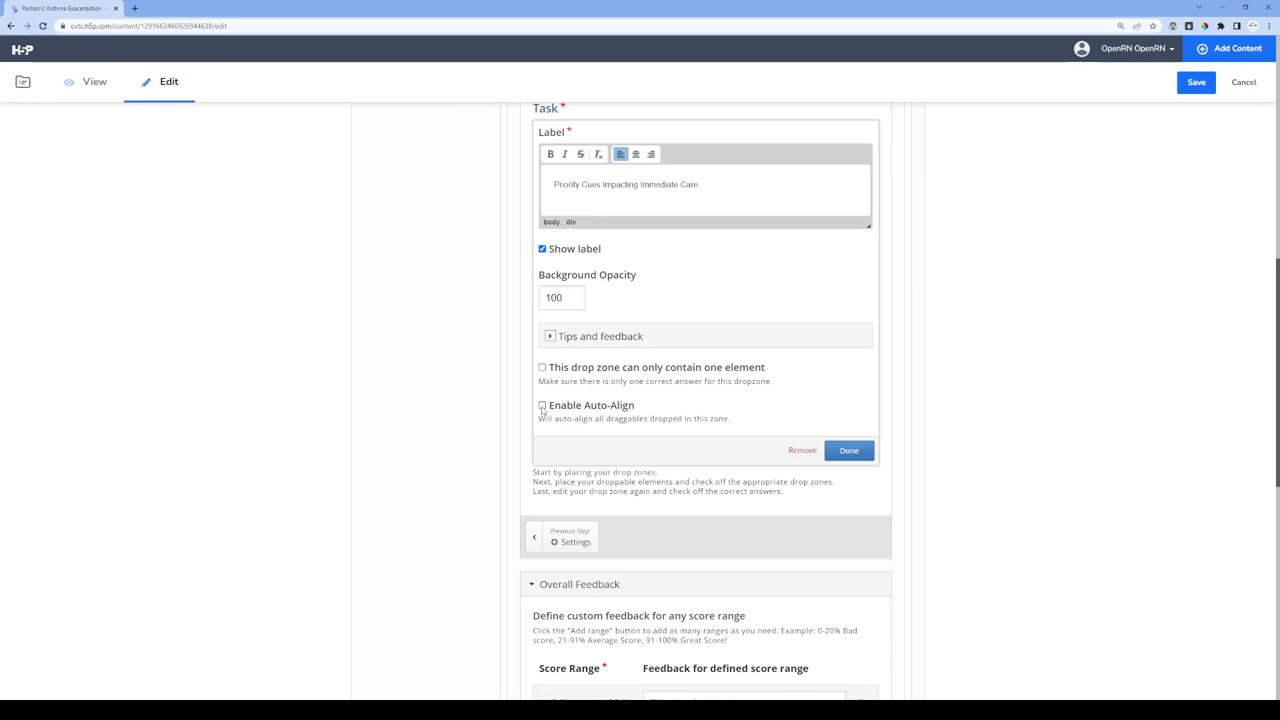 Pediatric Asthma Exacerbation -
cvtc.h5p.com/content/1291662466926944638/edit
H5P
OpenRN OpenRN
Add Content
View
Edit
Save
Cancel
Task *
Label *
B I S Tx
Priority Cues Impacting Immediate Care
body div
Show label
Background Opacity
100
Tips and feedback
This drop zone can only contain one element
Make sure there is only one correct answer for this dropzone
Enable Auto-Align
Will auto-align all draggables dropped in this zone.
Remove
Done
Start by placing your drop zones.
Next, place your droppable elements and check off the appropriate drop zones.
Last, edit your drop zone again and check off the correct answers.
Previous Step
Settings
Overall Feedback
Define custom feedback for any score range
Click the "Add range" button to add as many ranges as you need. Example: 0-20% Bad
score, 21-91% Average Score, 91-100% Great Score!
Score Range * Feedback for defined score range